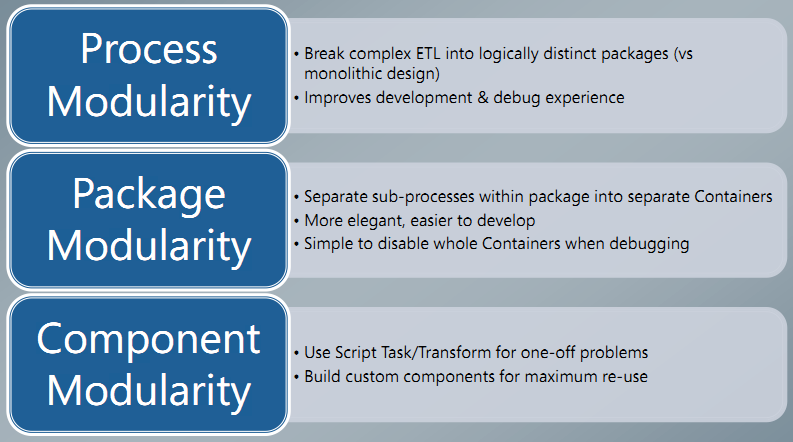 Process
Modularity
• Break complex ETL into logically distinct packages (vs
monolithic design)
• Improves development & debug experience
Package
Modularity
• Separate sub-processes within package into separate Containers
• More elegant, easier to develop
• Simple to disable whole Containers when debugging
Component
Modularity
• Use Script Task/Transform for one-off problems
• Build custom components for maximum re-use